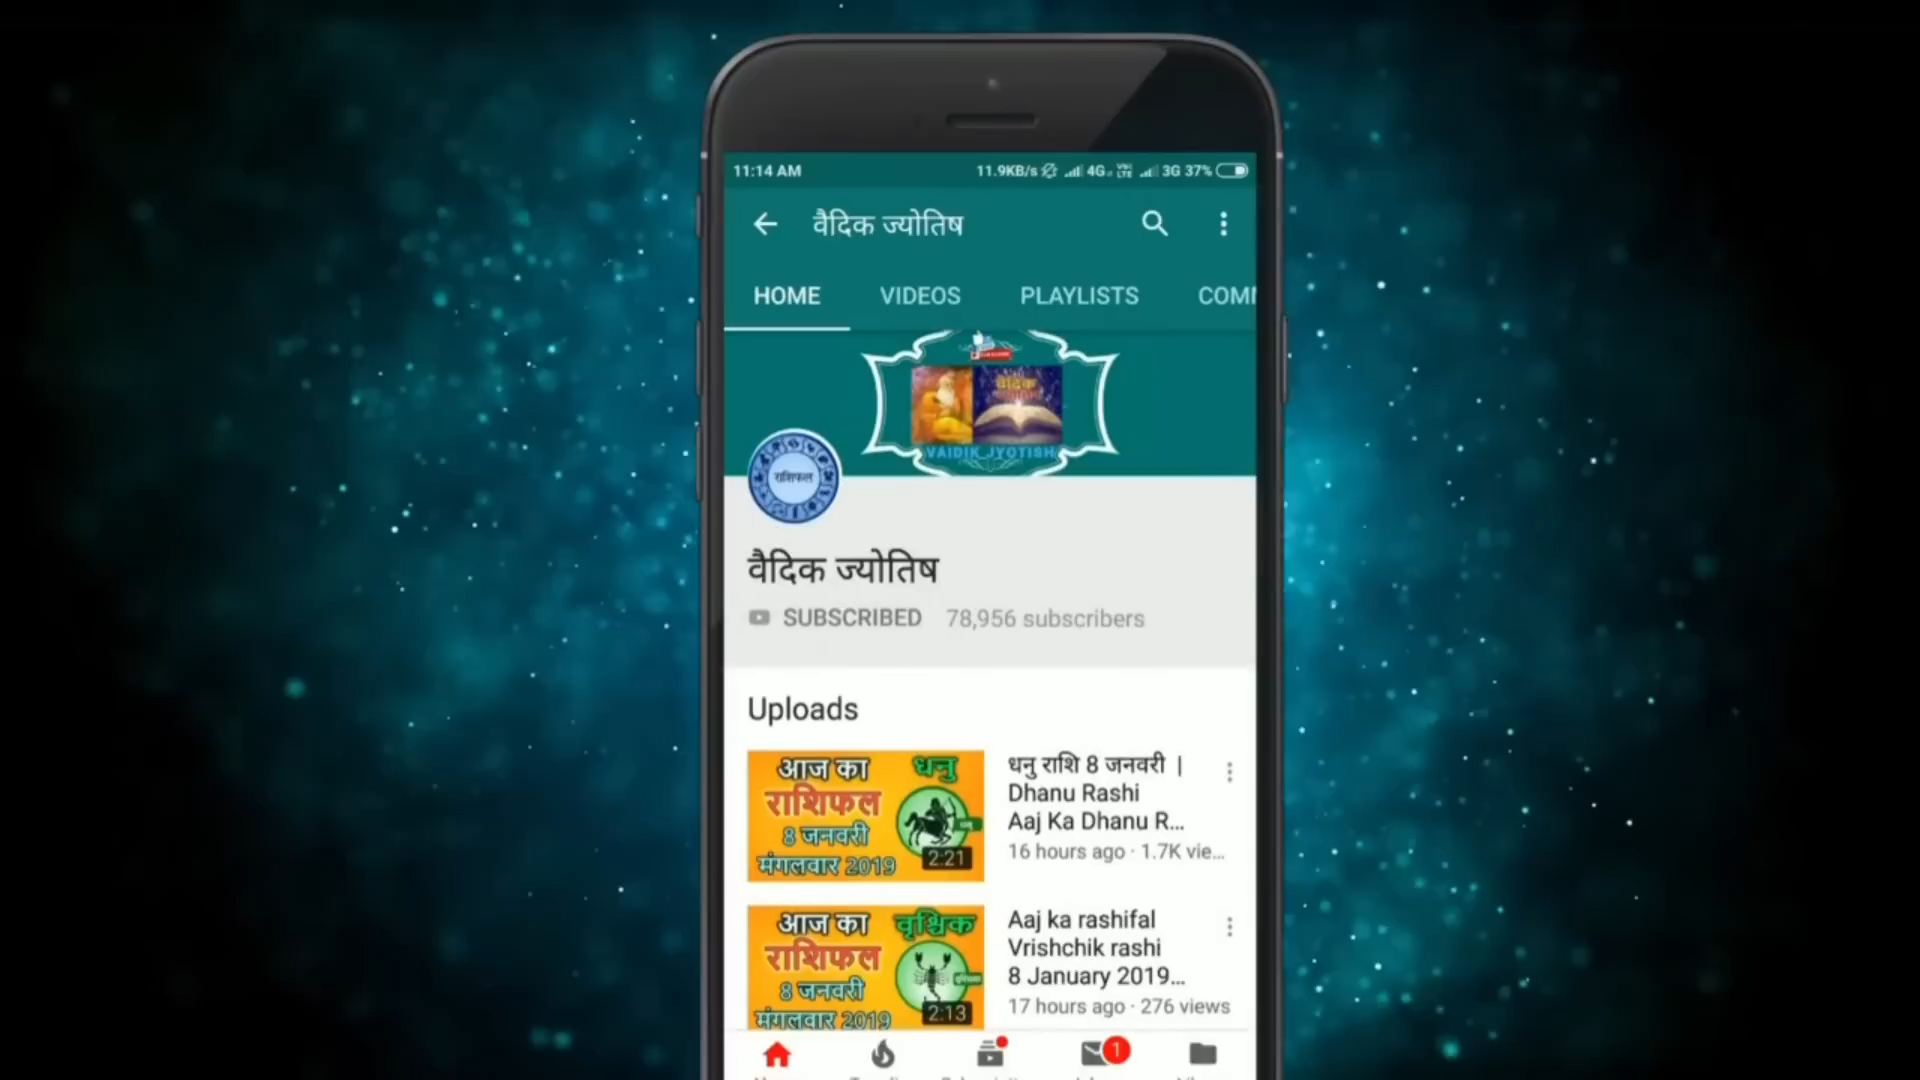 11:14 AM 11.9KB/s 4G VoLTE 3G 37%
वैदिक ज्योतिष
HOME VIDEOS PLAYLISTS COMM
वैदिक
VAIDIK JYOTISH
राशिफल
वैदिक ज्योतिष
SUBSCRIBED 78,956 subscribers
Uploads
आज का धनु
राशिफल
8 जनवरी
मंगलवार 2019
2:21
धनु राशि 8 जनवरी |
Dhanu Rashi
Aaj Ka Dhanu R...
16 hours ago · 1.7K vie...
आज का वृश्चिक
राशिफल
8 जनवरी
मंगलवार 2019
2:13
Aaj ka rashifal
Vrishchik rashi
8 January 2019...
17 hours ago · 276 views
1